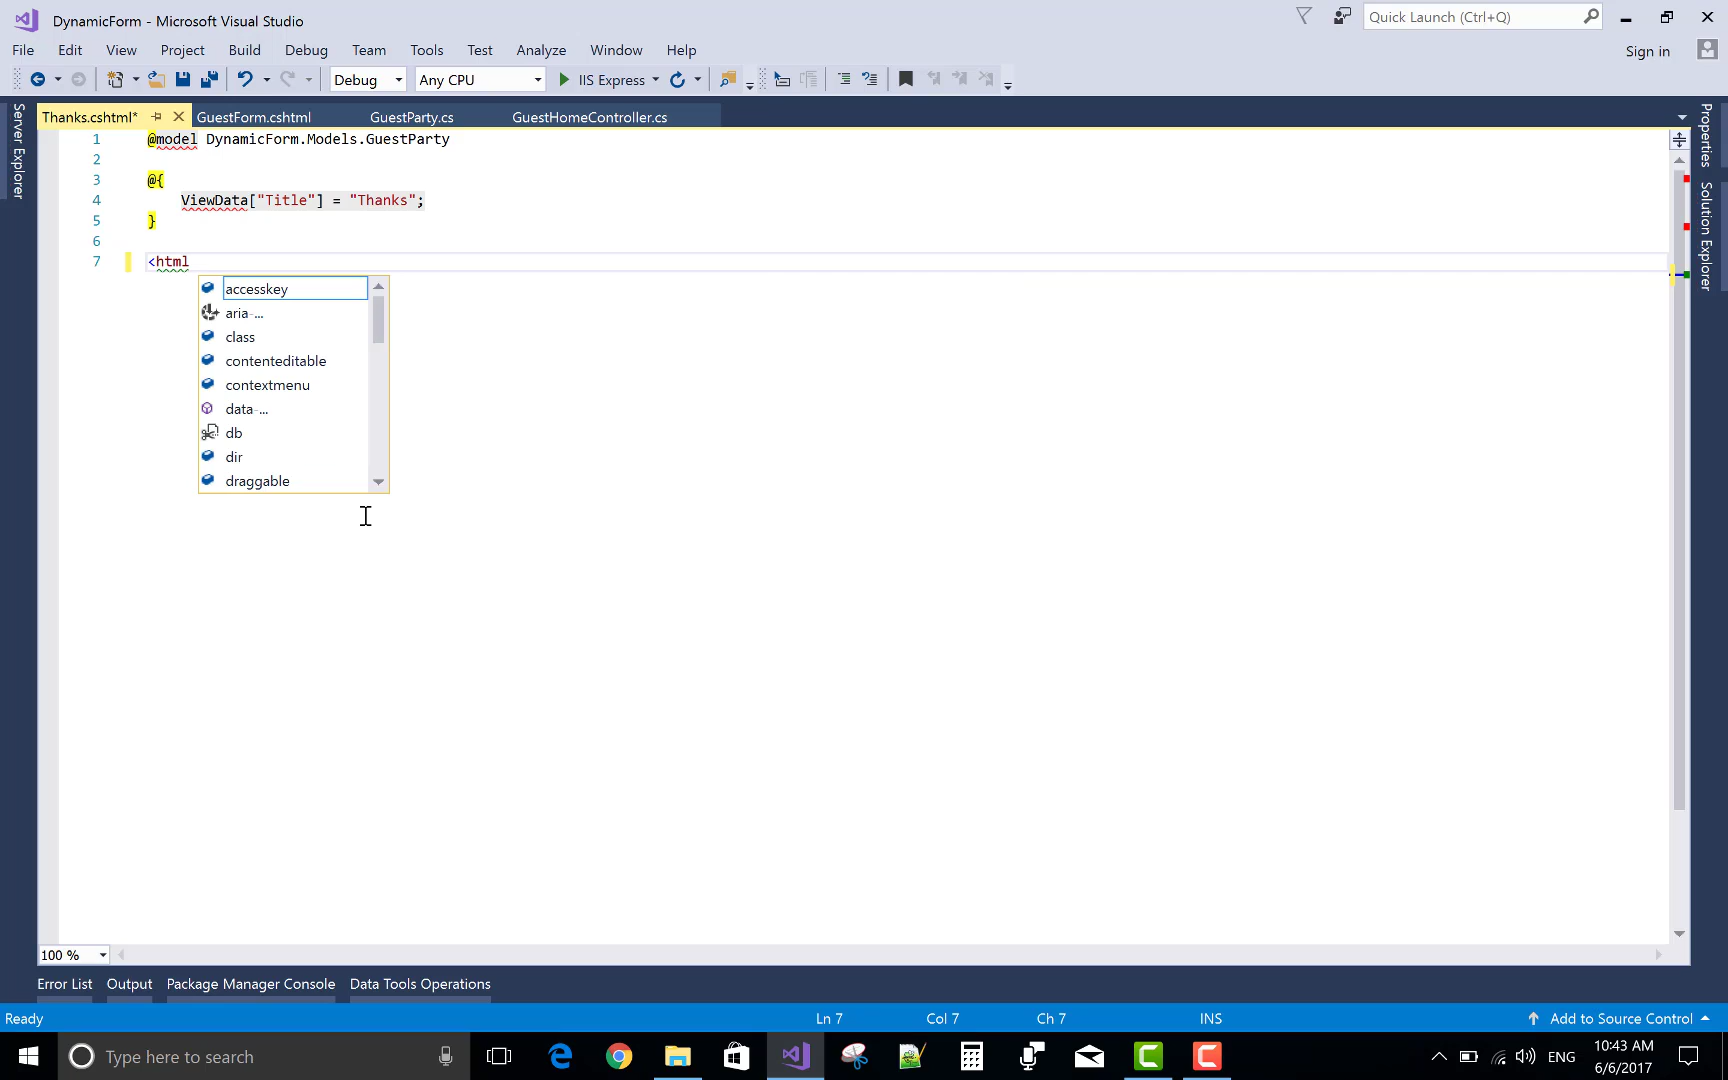 DynamicForm - Microsoft Visual Studio
Quick Launch (Ctrl+Q)
File Edit View Project Build Debug Team Tools Test Analyze Window Help
Sign in
Debug Any CPU IIS Express
Server Explorer
Thanks.cshtml* GuestForm.cshtml GuestParty.cs GuestHomeController.cs
Properties
Solution Explorer
1 @model DynamicForm.Models.GuestParty
2
3 @{
4 ViewData["Title"] = "Thanks";
5 }
6
7 <html
accesskey
aria-...
class
contenteditable
contextmenu
data-...
db
dir
draggable
100 %
Error List Output Package Manager Console Data Tools Operations
Ready Ln 7 Col 7 Ch 7 INS Add to Source Control
Type here to search
ENG
10:43 AM
6/6/2017